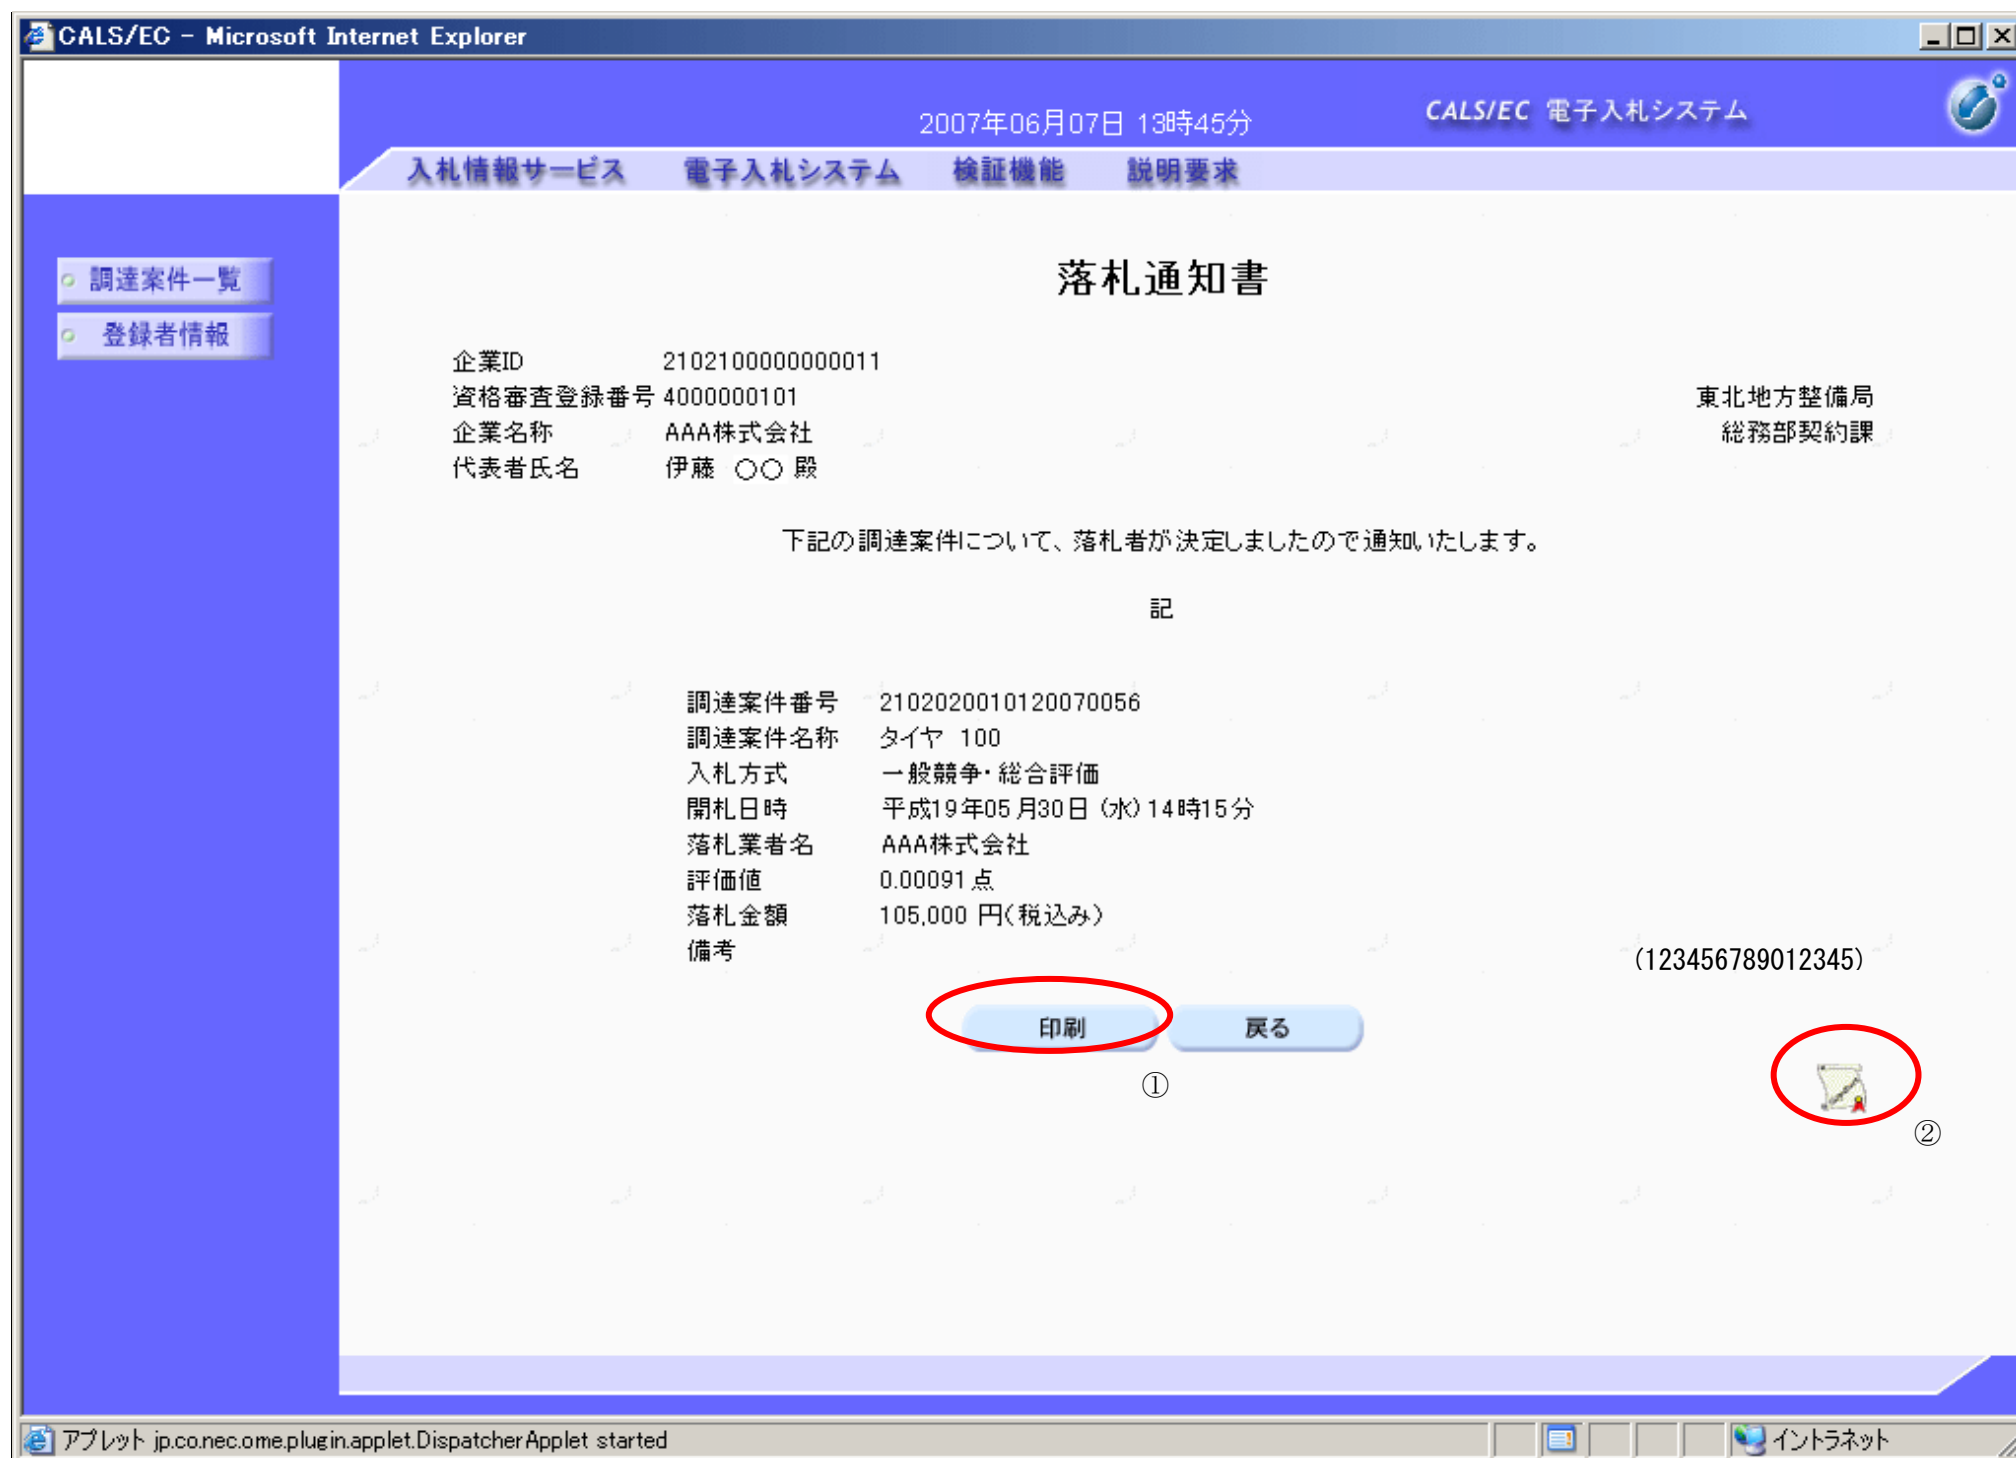 CALS/EC - Microsoft Internet Explorer
2007年06月07日 13時45分
CALS/EC 電子入札システム
入札情報サービス 電子入札システム 検証機能 説明要求
調達案件一覧
登録者情報
落札通知書
企業ID 2102100000000011
資格審査登録番号 4000000101
東北地方整備局
企業名称 AAA株式会社
総務部契約課
代表者氏名 伊藤 ○○ 殿
下記の調達案件について、落札者が決定しましたので通知いたします。
記
調達案件番号 2102020010120070056
調達案件名称 タイヤ 100
入札方式 一般競争・総合評価
開札日時 平成19年05月30日(水)14時15分
落札業者名 AAA株式会社
評価値 0.00091点
落札金額 105,000 円(税込み)
備考
(123456789012345)
印刷 戻る
①
②
アプレット jp.co.nec.ome.plugin.applet.DispatcherApplet started
イントラネット